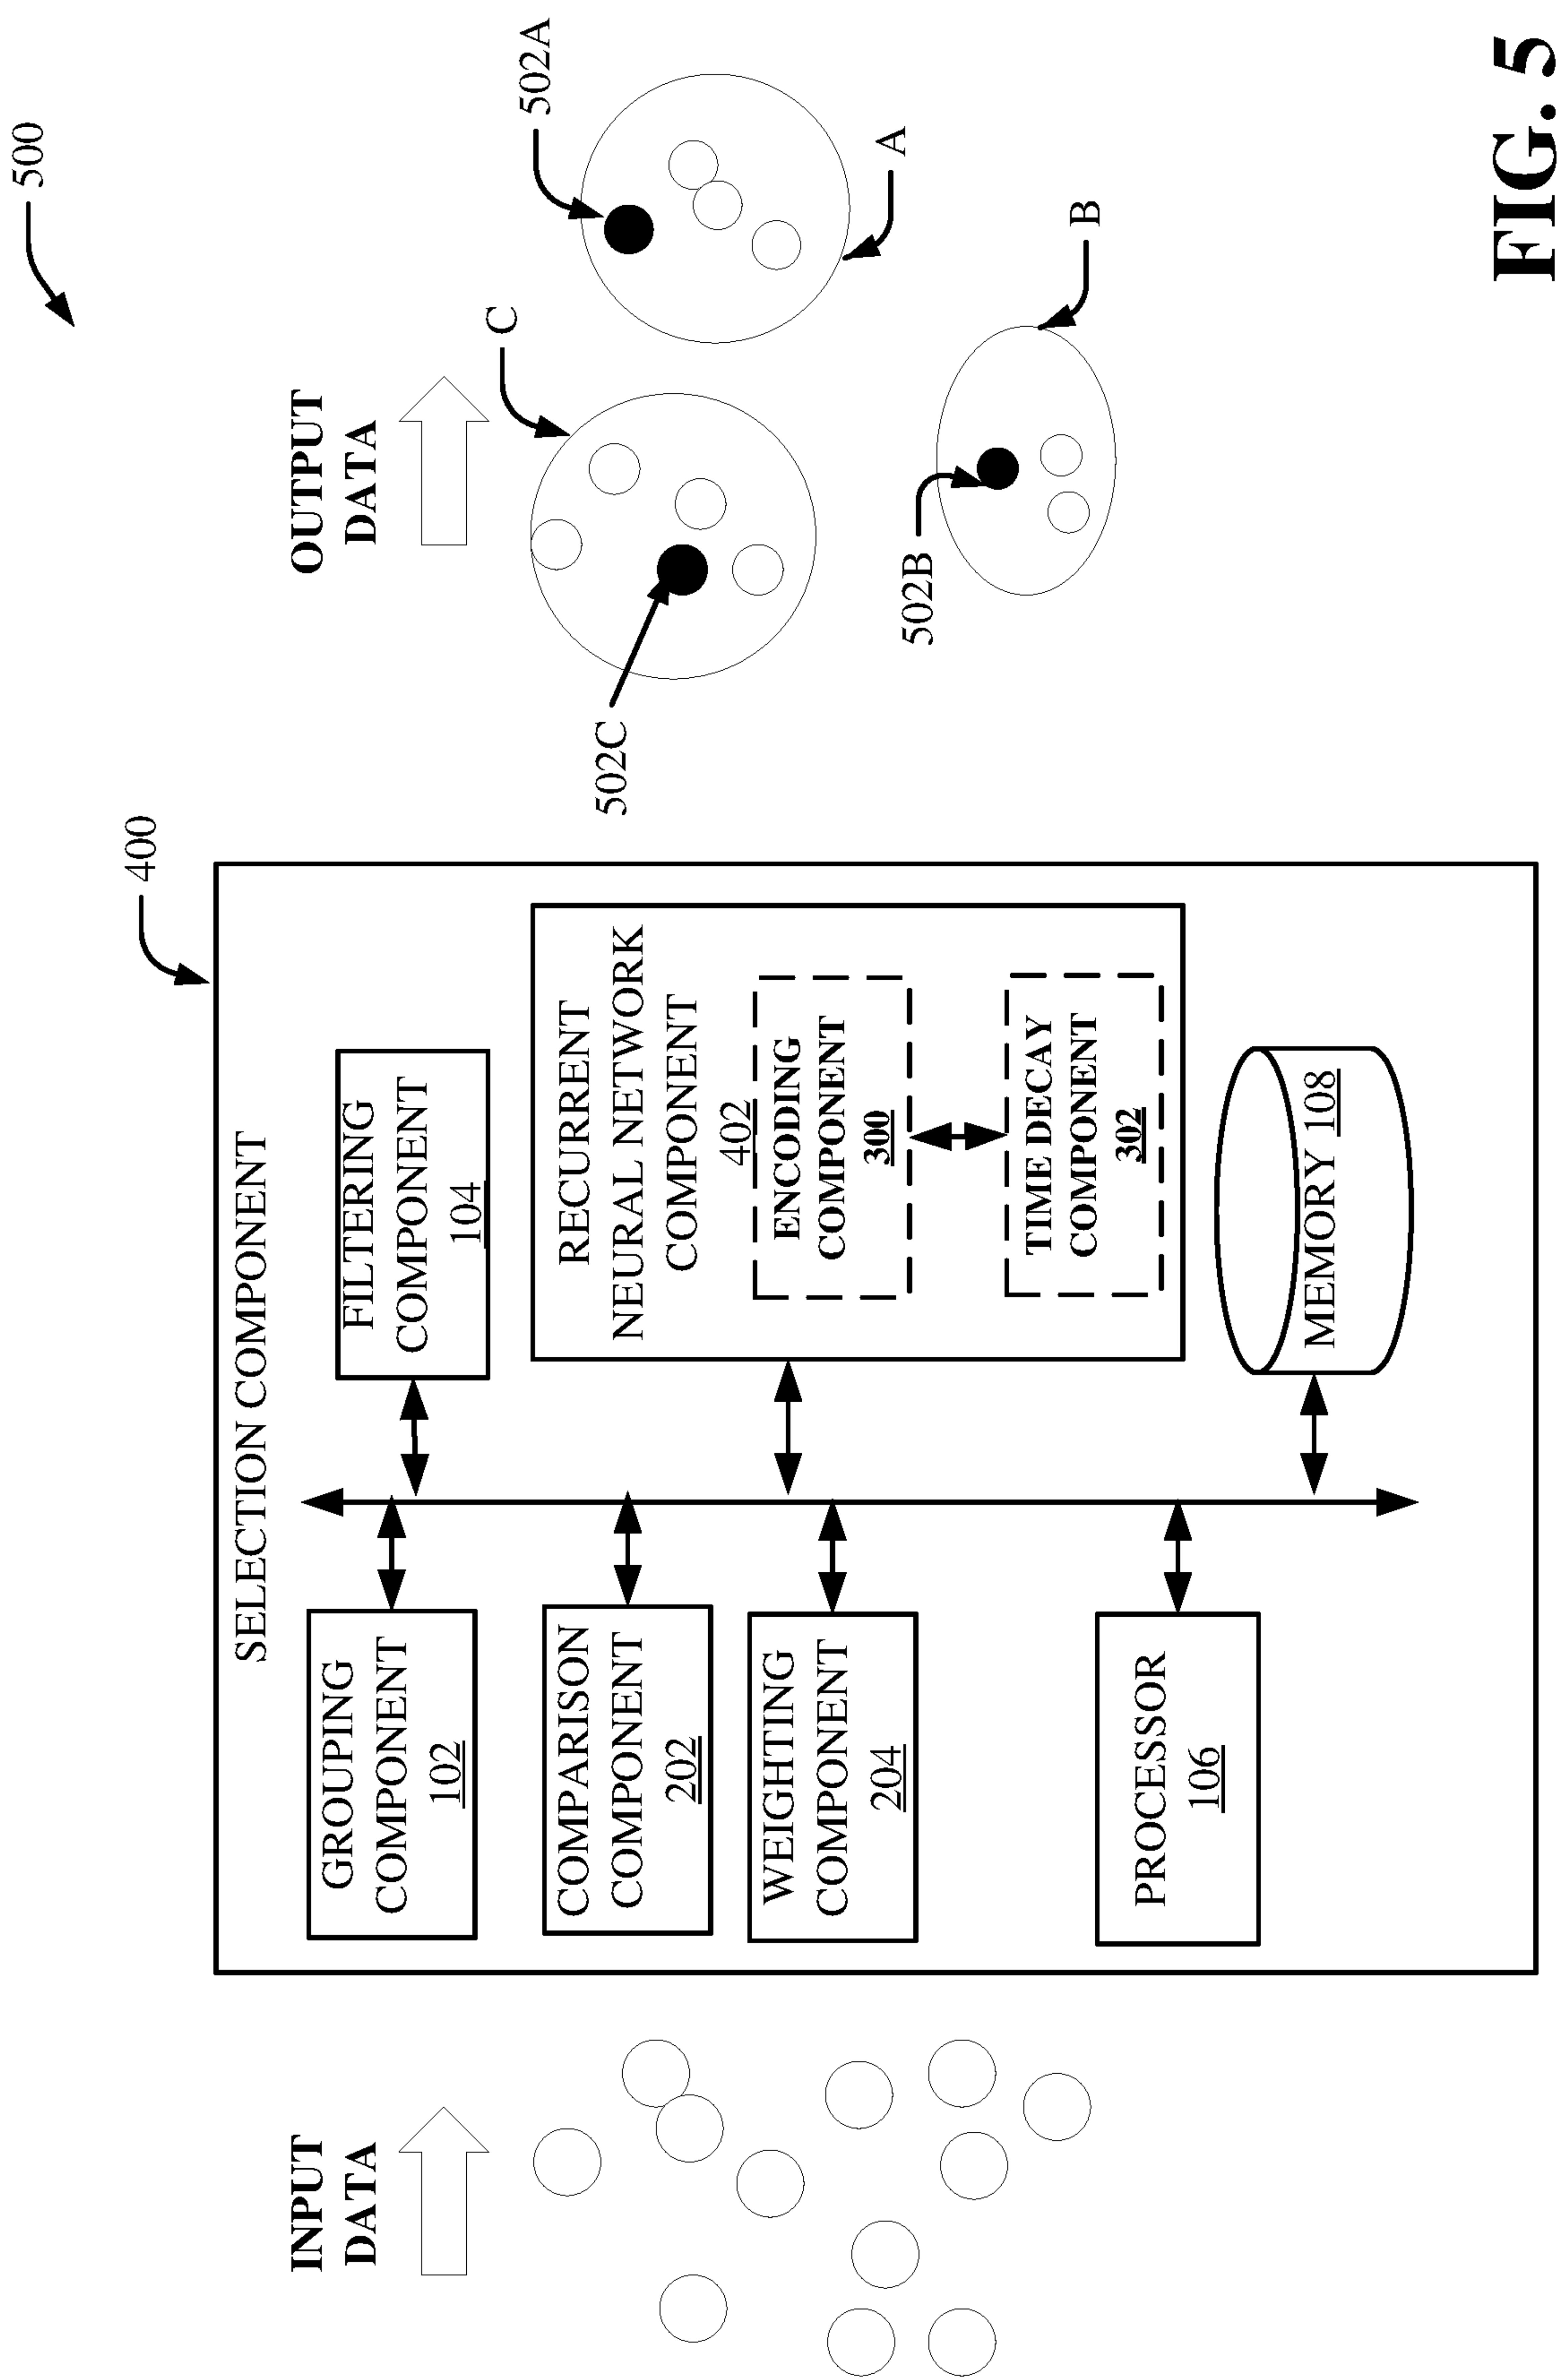 500
INPUT
DATA
400
SELECTION COMPONENT
GROUPING
COMPONENT
102
FILTERING
COMPONENT
104
COMPARISON
COMPONENT
202
RECURRENT
NEURAL NETWORK
COMPONENT
402
ENCODING
COMPONENT
300
TIME DECAY
COMPONENT
302
WEIGHTING
COMPONENT
204
PROCESSOR
106
MEMORY 108
OUTPUT
DATA
C
502A
502C
A
502B
B
FIG. 5